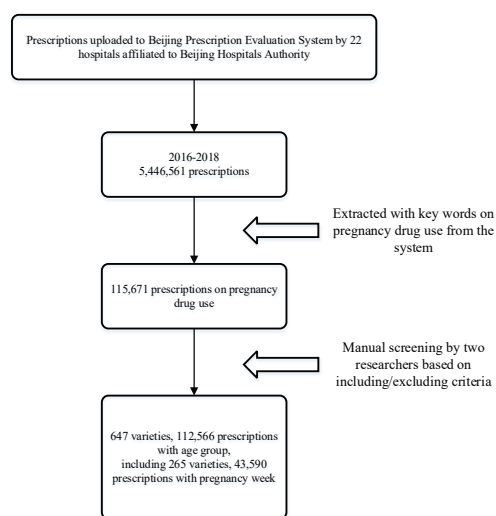 Prescriptions uploaded to Beijing Prescription Evaluation System by 22
hospitals affiliated to Beijing Hospitals Authority
2016-2018
5,446,561 prescriptions
Extracted with key words on
pregnancy drug use from the
system
115,671 prescriptions on pregnancy
drug use
Manual screening by two
researchers based on
including/excluding criteria
647 varieties, 112,566 prescriptions
with age group,
including 265 varieties, 43,590
prescriptions with pregnancy week